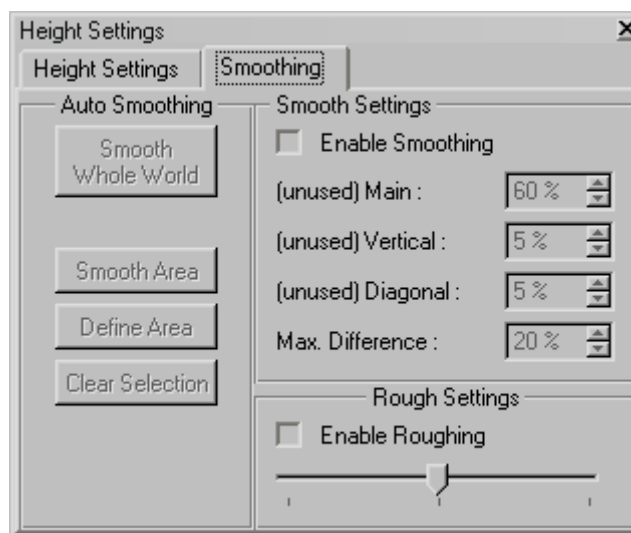 Height Settings
Height Settings
Smoothing
Auto Smoothing
Smooth
Whole World
Smooth Area
Define Area
Clear Selection
Smooth Settings
Enable Smoothing
(unused) Main : 60 %
(unused) Vertical : 5 %
(unused) Diagonal : 5 %
Max. Difference : 20 %
Rough Settings
Enable Roughing